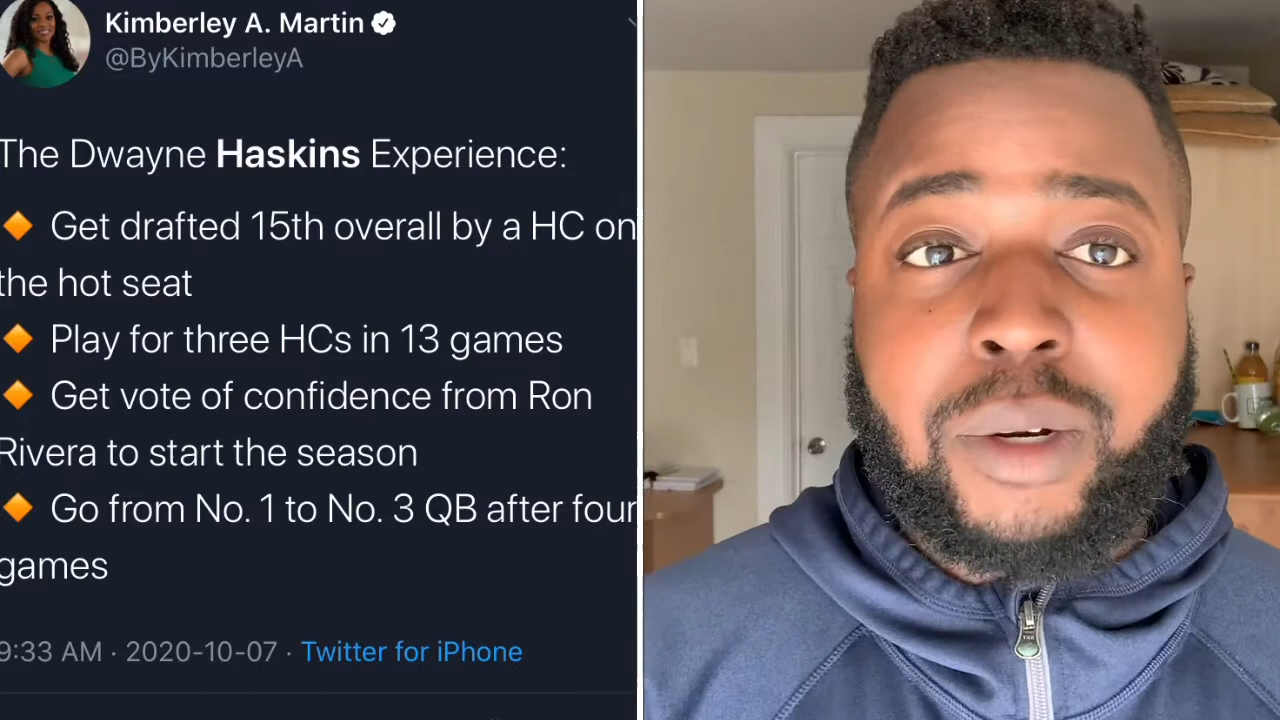 Kimberley A. Martin
@ByKimberleyA
The Dwayne Haskins Experience:
🔸 Get drafted 15th overall by a HC on
the hot seat
🔸 Play for three HCs in 13 games
🔸 Get vote of confidence from Ron
Rivera to start the season
🔸 Go from No. 1 to No. 3 QB after four
games
9:33 AM · 2020-10-07 · Twitter for iPhone